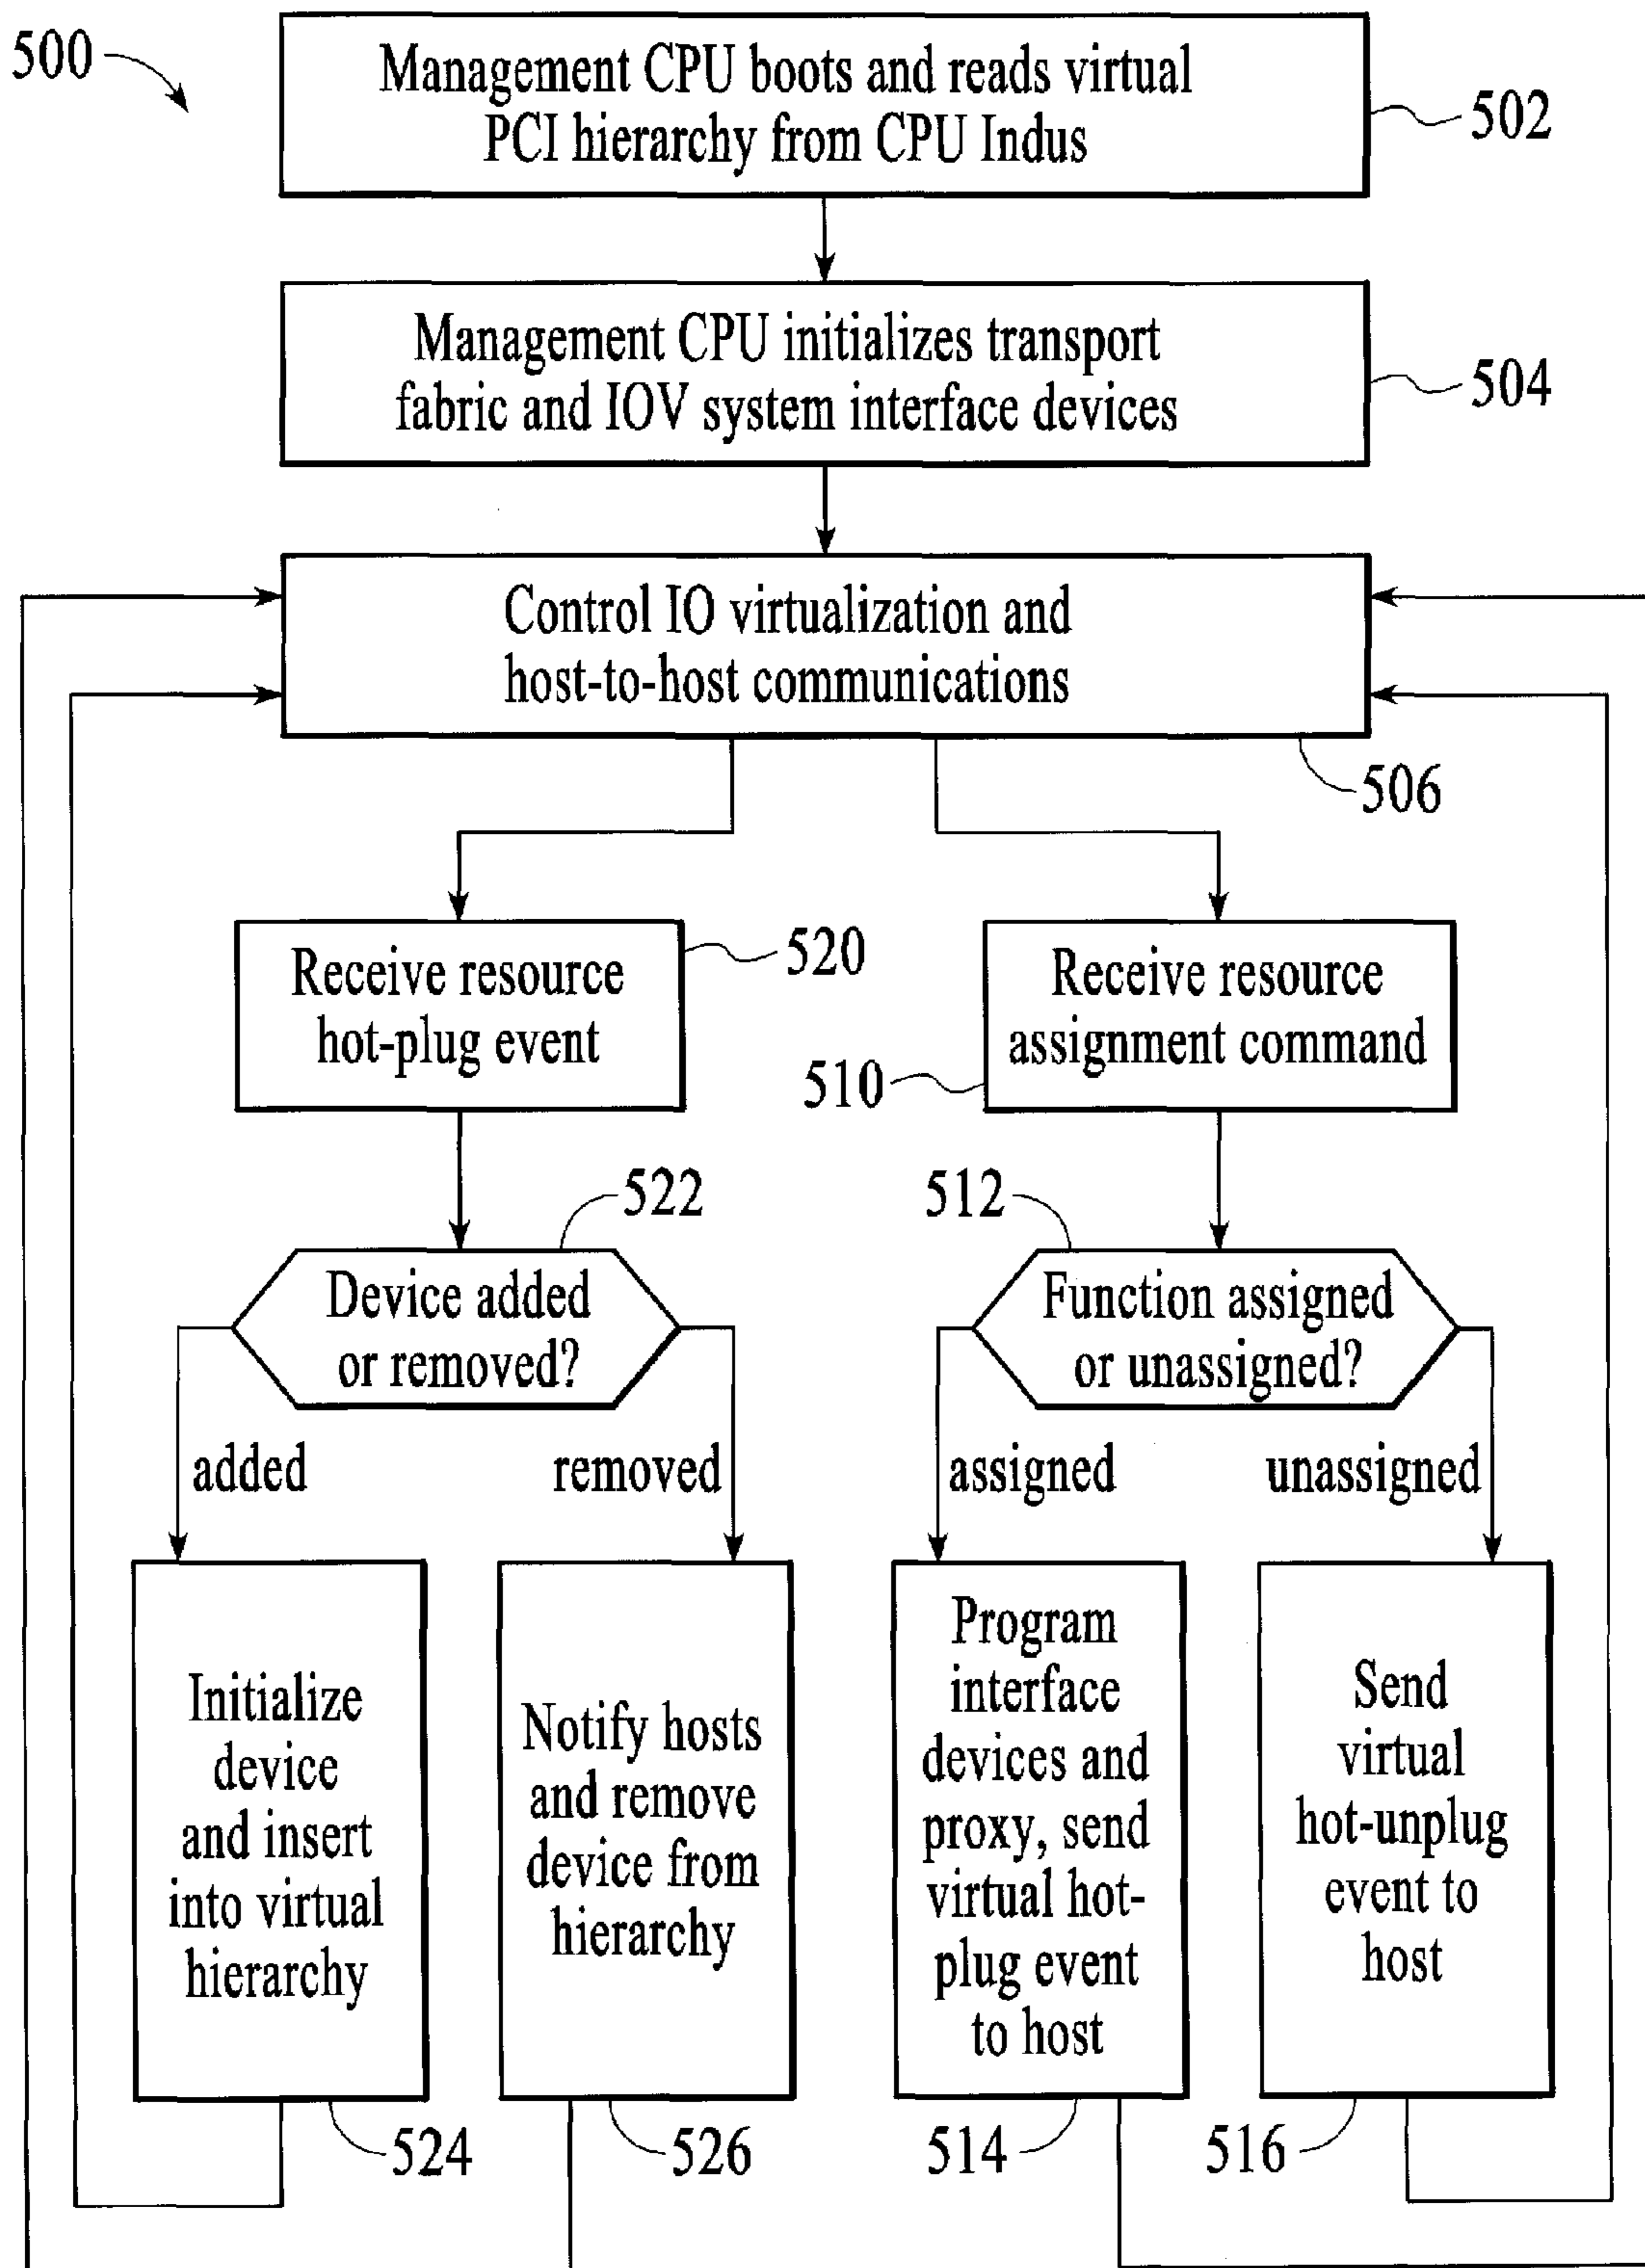 500
Management CPU boots and reads virtual
PCI hierarchy from CPU Indus
502
Management CPU initializes transport
fabric and IOV system interface devices
504
Control IO virtualization and
host-to-host communications
506
Receive resource
hot-plug event
520
Receive resource
assignment command
510
522
Device added
or removed?
512
Function assigned
or unassigned?
added
removed
assigned
unassigned
Initialize
device
and insert
into virtual
hierarchy
524
Notify hosts
and remove
device from
hierarchy
526
Program
interface
devices and
proxy, send
virtual hot-
plug event
to host
514
Send
virtual
hot-unplug
event to
host
516